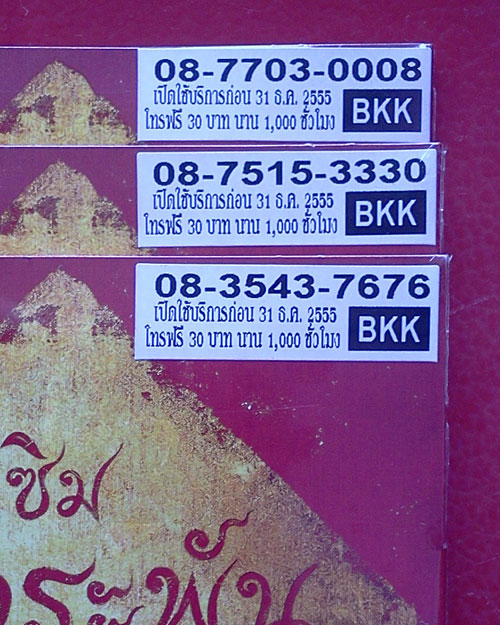 08-7703-0008
เปิดใช้บริการก่อน 31 ธ.ค. 2555
โทรฟรี 30 บาท นาน 1,000 ชั่วโมง
BKK
08-7515-3330
เปิดใช้บริการก่อน 31 ธ.ค. 2555
โทรฟรี 30 บาท นาน 1,000 ชั่วโมง
BKK
08-3543-7676
เปิดใช้บริการก่อน 31 ธ.ค. 2555
โทรฟรี 30 บาท นาน 1,000 ชั่วโมง
BKK
ซิม